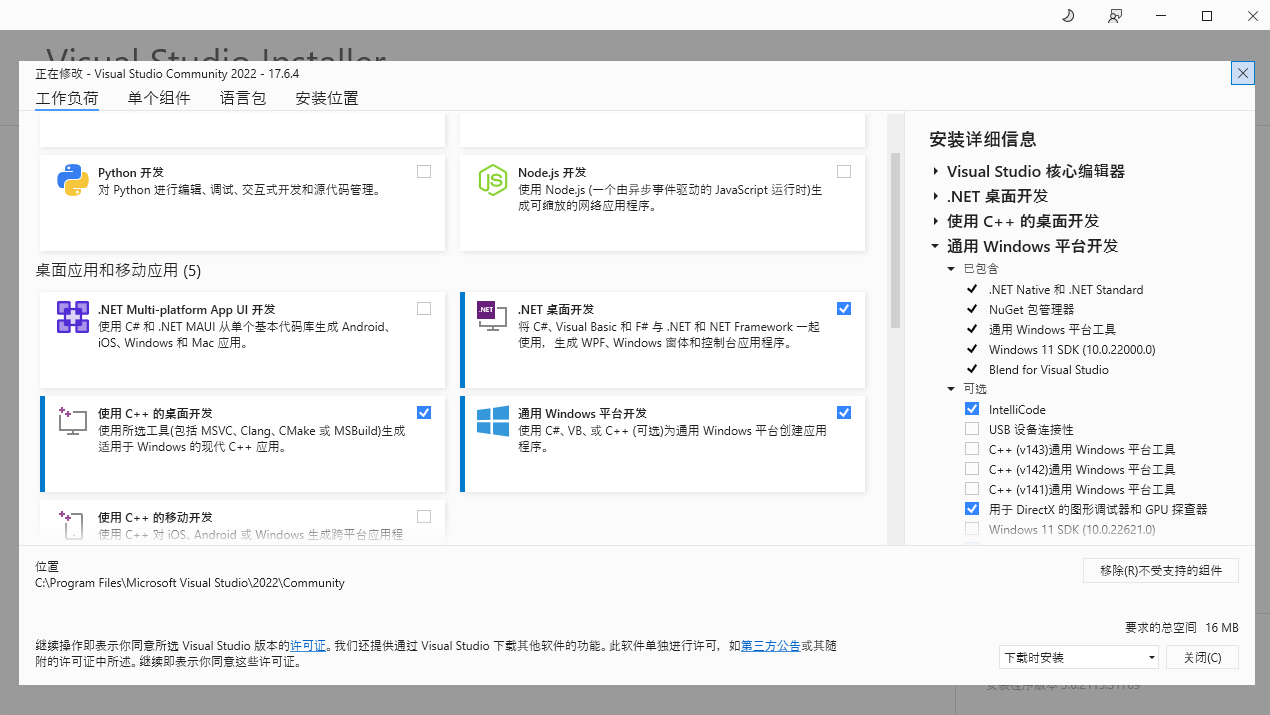 Visual Studio Installer
正在修改 - Visual Studio Community 2022 - 17.6.4
工作负荷 单个组件 语言包 安装位置
Python 开发
对 Python 进行编辑、调试、交互式开发和源代码管理。
Node.js 开发
使用 Node.js (一个由异步事件驱动的 JavaScript 运行时)生
成可缩放的网络应用程序。
桌面应用和移动应用 (5)
.NET Multi-platform App UI 开发
使用 C# 和 .NET MAUI 从单个基本代码库生成 Android、
iOS、Windows 和 Mac 应用。
.NET
.NET 桌面开发
将 C#、Visual Basic 和 F# 与 .NET 和 NET Framework 一起
使用，生成 WPF、Windows 窗体和控制台应用程序。
使用 C++ 的桌面开发
使用所选工具(包括 MSVC、Clang、CMake 或 MSBuild)生成
适用于 Windows 的现代 C++ 应用。
通用 Windows 平台开发
使用 C#、VB、或 C++ (可选)为通用 Windows 平台创建应用
程序。
使用 C++ 的移动开发
使用 C++ 对 iOS、Android 或 Windows 生成跨平台应用程
安装详细信息
Visual Studio 核心编辑器
.NET 桌面开发
使用 C++ 的桌面开发
通用 Windows 平台开发
已包含
.NET Native 和 .NET Standard
NuGet 包管理器
通用 Windows 平台工具
Windows 11 SDK (10.0.22000.0)
Blend for Visual Studio
可选
IntelliCode
USB 设备连接性
C++ (v143)通用 Windows 平台工具
C++ (v142)通用 Windows 平台工具
C++ (v141)通用 Windows 平台工具
用于 DirectX 的图形调试器和 GPU 探查器
Windows 11 SDK (10.0.22621.0)
位置
C:\Program Files\Microsoft Visual Studio\2022\Community
移除(R)不受支持的组件
要求的总空间 16 MB
继续操作即表示你同意所选 Visual Studio 版本的许可证。我们还提供通过 Visual Studio 下载其他软件的功能。此软件单独进行许可，如第三方公告或其随
附的许可证中所述。继续即表示你同意这些许可证。
下载时安装
关闭(C)